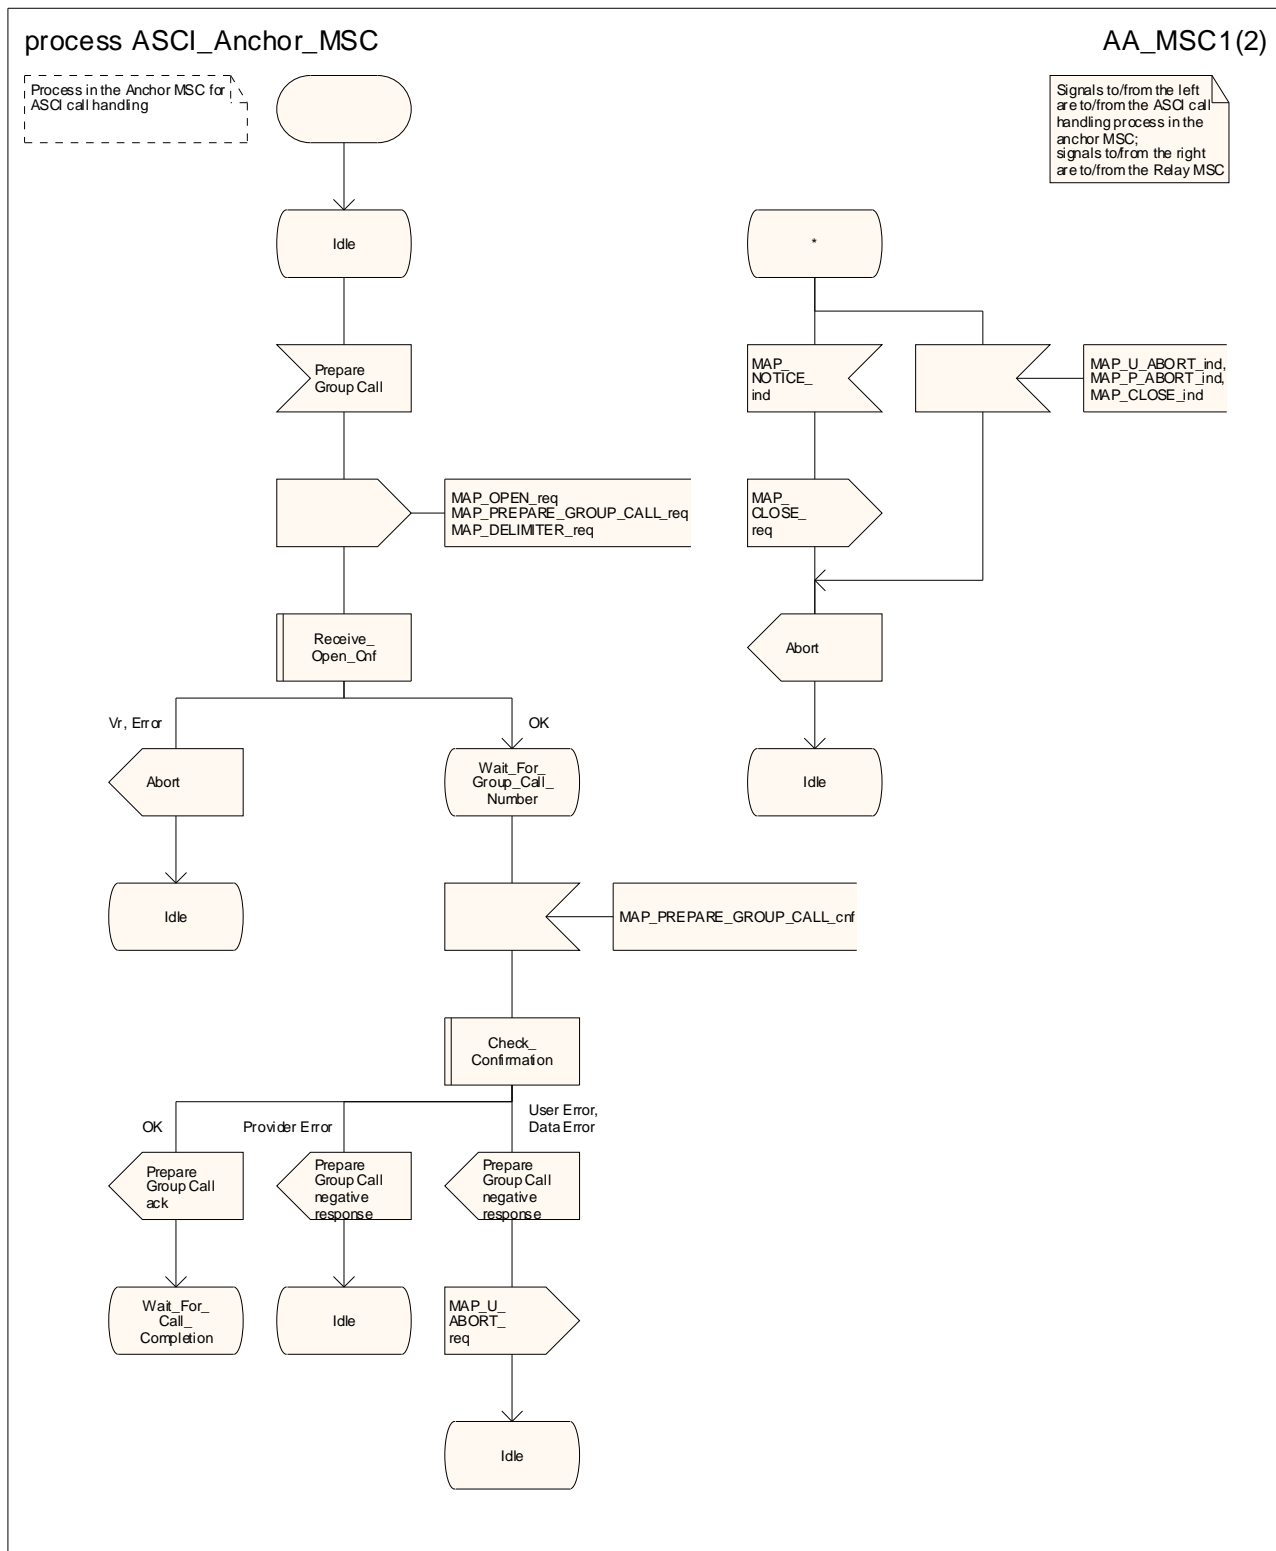 process ASCI_Anchor_MSC
AA_MSC1(2)
Process in the Anchor MSC for
ASCI call handling
Signals to/from the left
are to/from the ASCI call
handling process in the
anchor MSC;
signals to/from the right
are to/from the Relay MSC
Idle
*
Prepare
Group Call
MAP_
NOTICE_
ind
MAP_U_ABORT_ind,
MAP_P_ABORT_ind,
MAP_CLOSE_ind
MAP_OPEN_req
MAP_PREPARE_GROUP_CALL_req
MAP_DELIMITER_req
MAP_
CLOSE_
req
Receive_
Open_Cnf
Abort
Vr, Error
OK
Abort
Wait_For_
Group_Call_
Number
Idle
Idle
MAP_PREPARE_GROUP_CALL_cnf
Check_
Confirmation
OK
Provider Error
User Error,
Data Error
Prepare
Group Call
ack
Prepare
Group Call
negative
response
Prepare
Group Call
negative
response
Wait_For_
Call_
Completion
Idle
MAP_U_
ABORT_
req
Idle